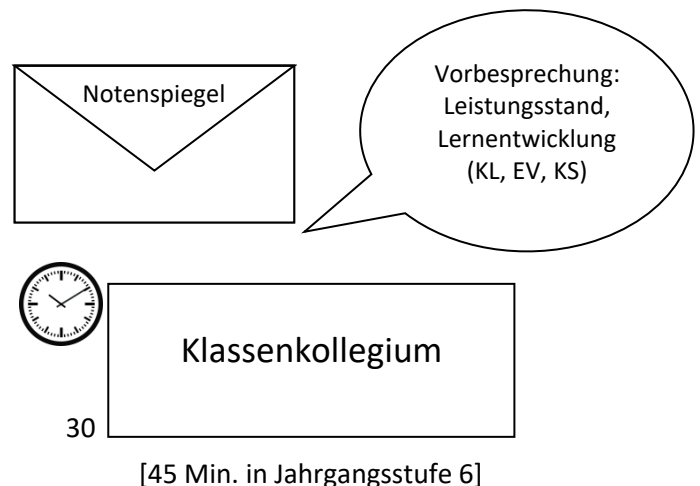 Notenspiegel
Vorbesprechung:
Leistungsstand,
Lernentwicklung
(KL, EV, KS)
Klassenkollegium
30
[45 Min. in Jahrgangsstufe 6]